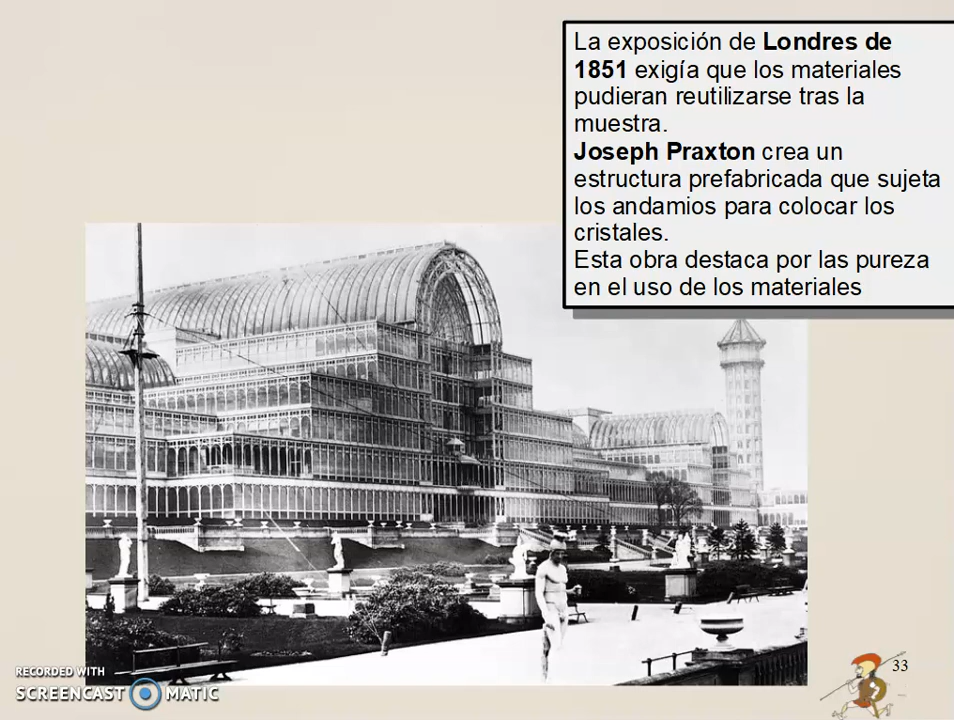 La exposición de Londres de
1851 exigía que los materiales
pudieran reutilizarse tras la
muestra.
Joseph Praxton crea un
estructura prefabricada que sujeta
los andamios para colocar los
cristales.
Esta obra destaca por las pureza
en el uso de los materiales
33
RECORDED WITH
SCREENCAST MATIC